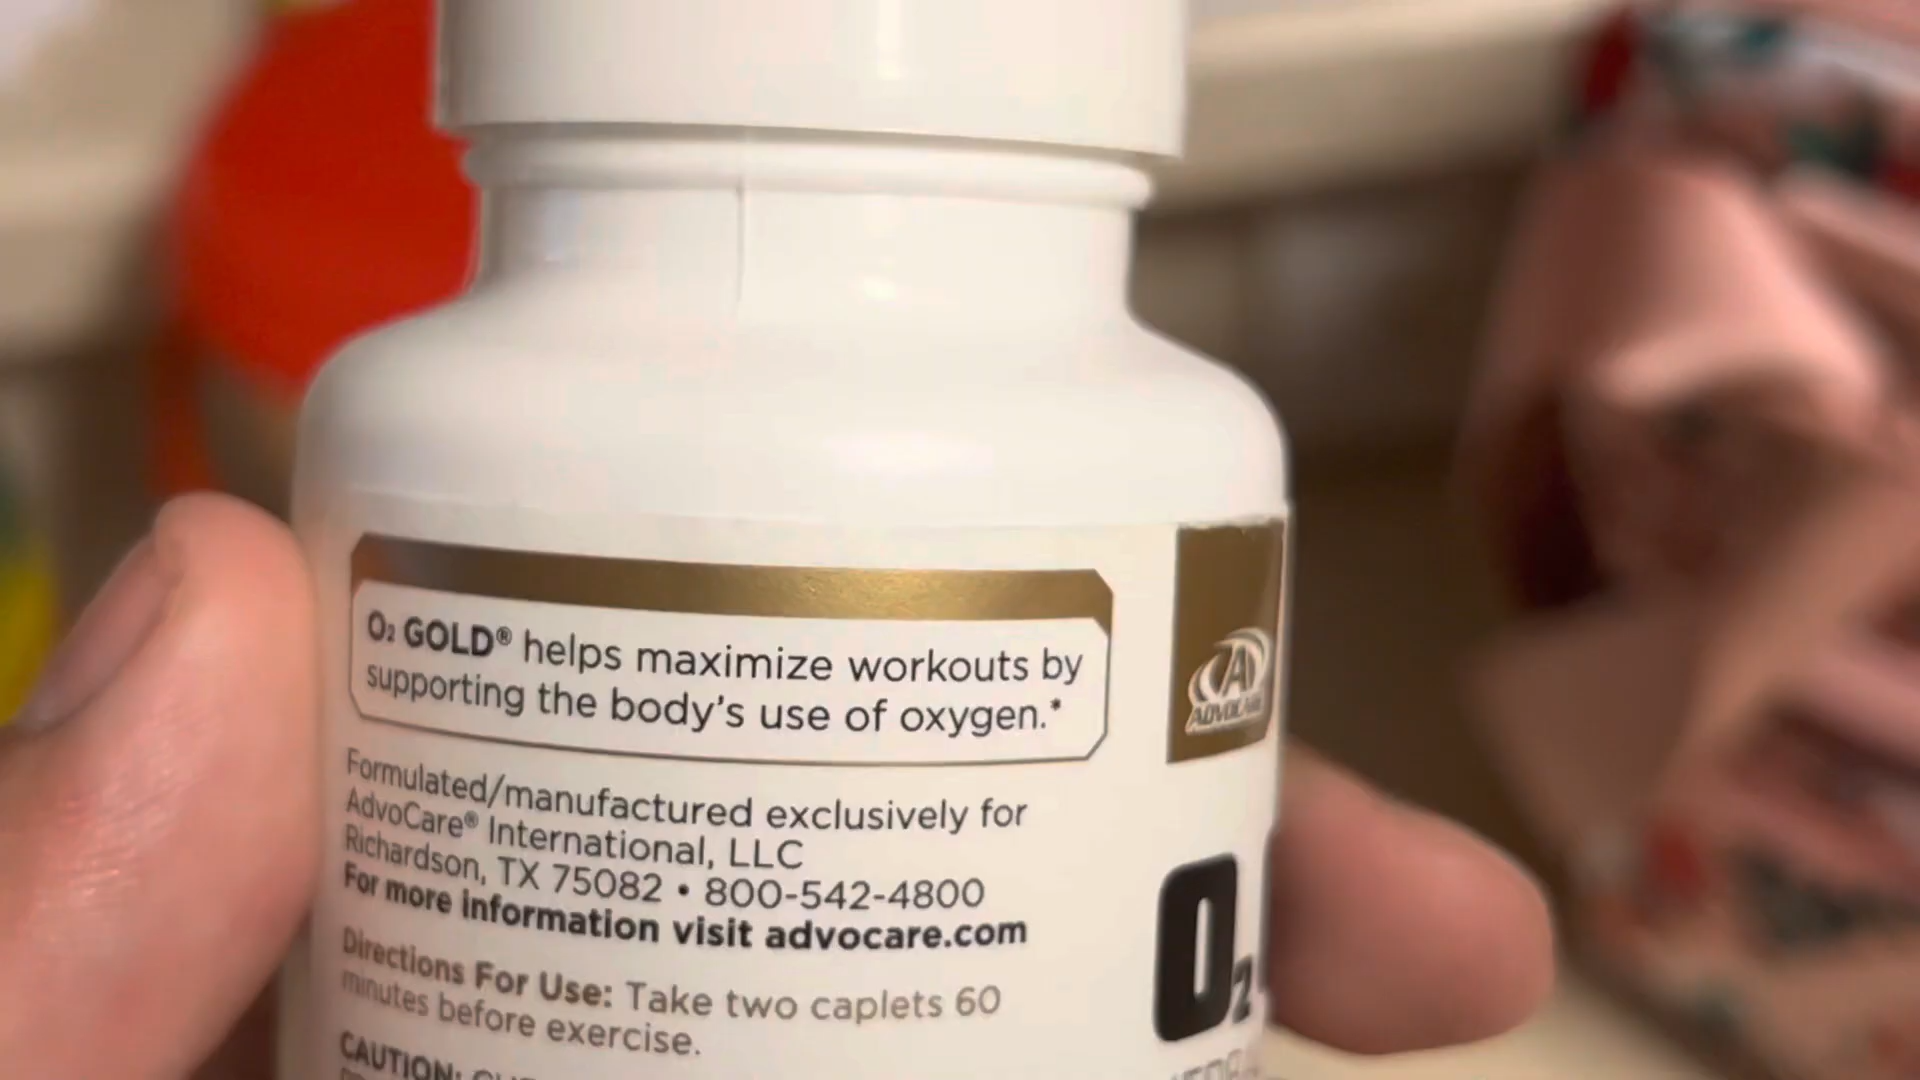 O₂ GOLD® helps maximize workouts by
supporting the body's use of oxygen.*
Formulated/manufactured exclusively for
AdvoCare® International, LLC
Richardson, TX 75082 • 800-542-4800
For more information visit advocare.com
Directions For Use: Take two caplets 60
minutes before exercise.
CAUTION:
A
ADVOCARE
O₂